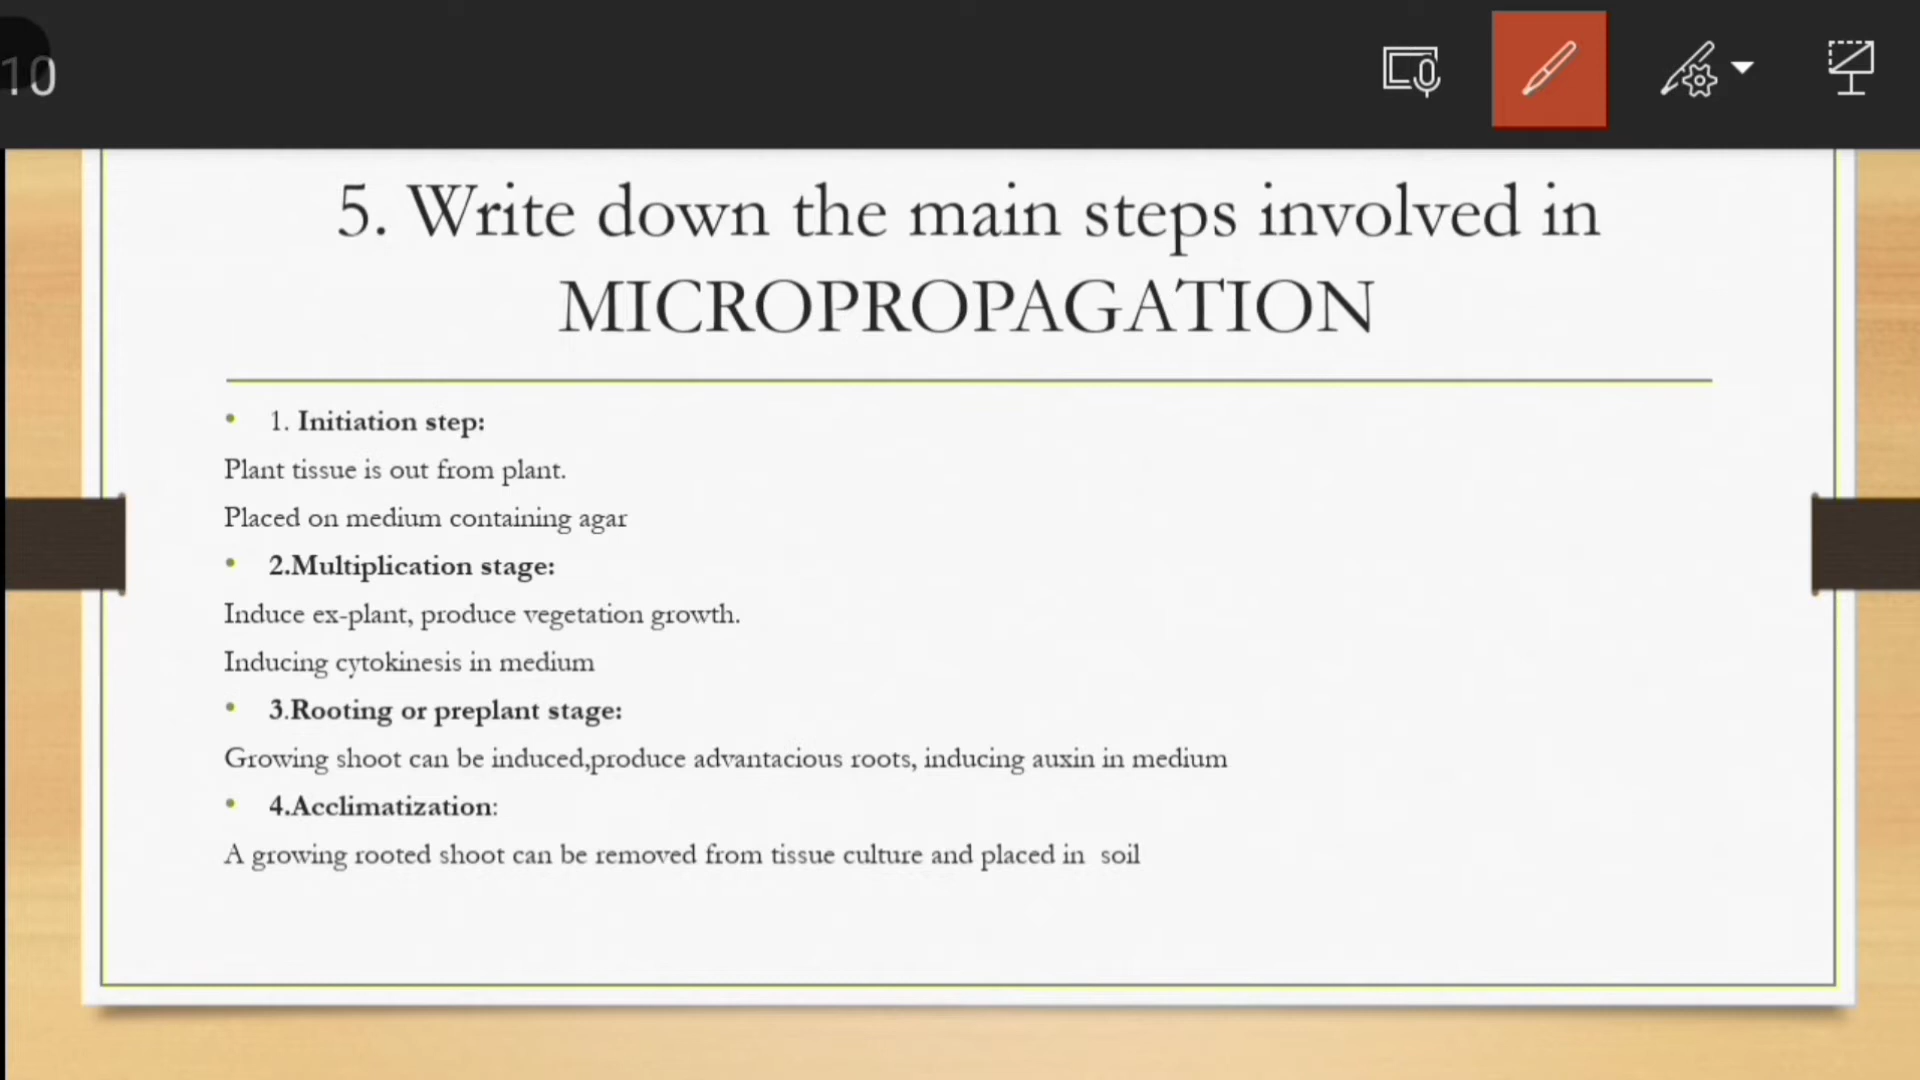 10
5. Write down the main steps involved in
MICROPROPAGATION
• 1. Initiation step:
Plant tissue is out from plant.
Placed on medium containing agar
• 2.Multiplication stage:
Induce ex-plant, produce vegetation growth.
Inducing cytokinesis in medium
• 3.Rooting or preplant stage:
Growing shoot can be induced,produce advantacious roots, inducing auxin in medium
• 4.Acclimatization:
A growing rooted shoot can be removed from tissue culture and placed in  soil